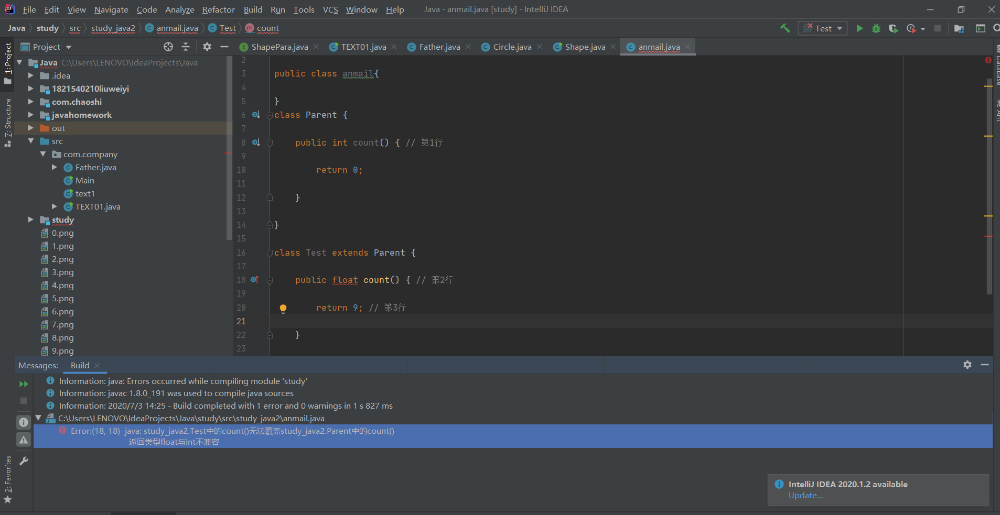 File Edit View Navigate Code Analyze Refactor Build Run Tools VCS Window Help Java - anmail.java [study] - IntelliJ IDEA
Java study src study_java2 anmail.java Test count Test
1: Project
7: Structure
2: Favorites
Project
ShapePara.java TEXT01.java Father.java Circle.java Shape.java anmail.java
Database
Ant
Java C:\Users\LENOVO\IdeaProjects\Java
.idea
1821540210liuweiyi
com.chaoshi
javahomework
out
src
com.company
Father.java
Main
text1
TEXT01.java
study
0.png
1.png
2.png
3.png
4.png
5.png
6.png
7.png
8.png
9.png
2
3 public class anmail{
4
5 }
6 class Parent {
7
8 public int count() { // 第1行
9
10 return 0;
11
12 }
13
14 }
15
16 class Test extends Parent {
17
18 public float count() { // 第2行
19
20 return 9; // 第3行
21
22 }
23
Messages: Build
Information: java: Errors occurred while compiling module 'study'
Information: javac 1.8.0_191 was used to compile java sources
Information: 2020/7/3 14:25 - Build completed with 1 error and 0 warnings in 1 s 827 ms
C:\Users\LENOVO\IdeaProjects\Java\study\src\study_java2\anmail.java
Error:(18, 18) java: study_java2.Test中的count()无法覆盖study_java2.Parent中的count()
返回类型float与int不兼容
IntelliJ IDEA 2020.1.2 available
Update...